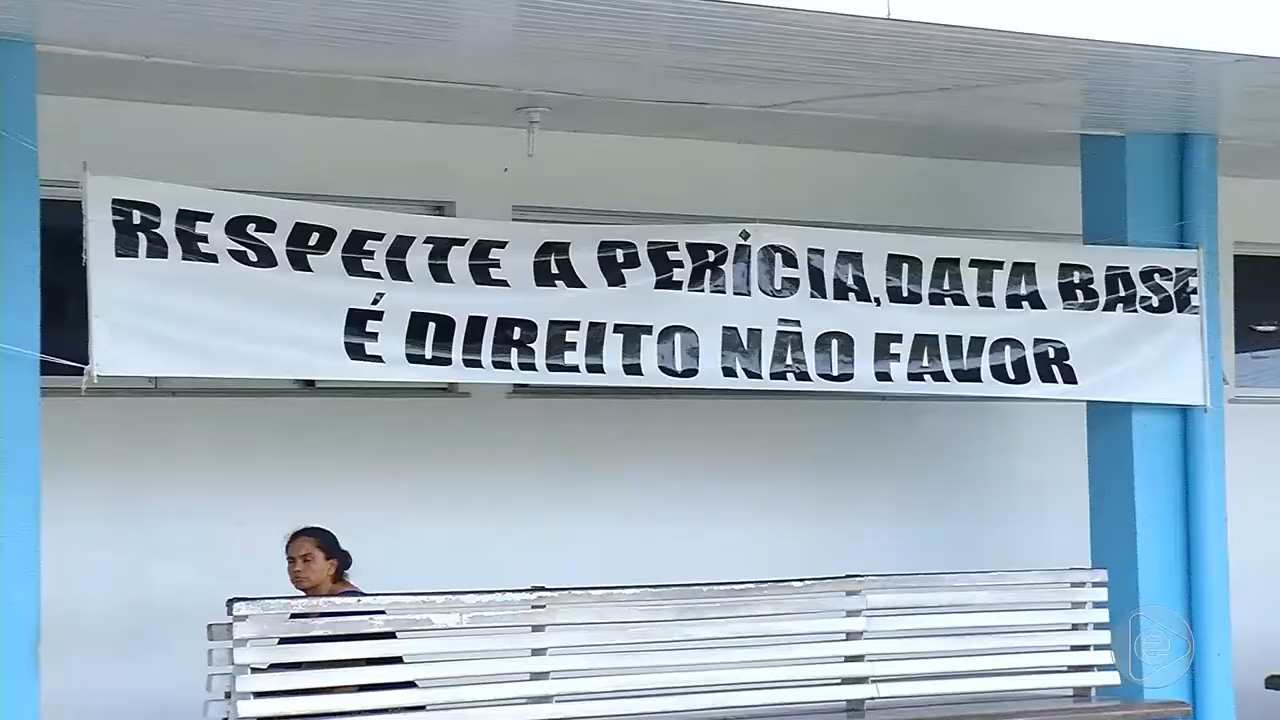 RESPEITE A PERÍCIA,DATA BASE
É DIREITO NÃO FAVOR
e